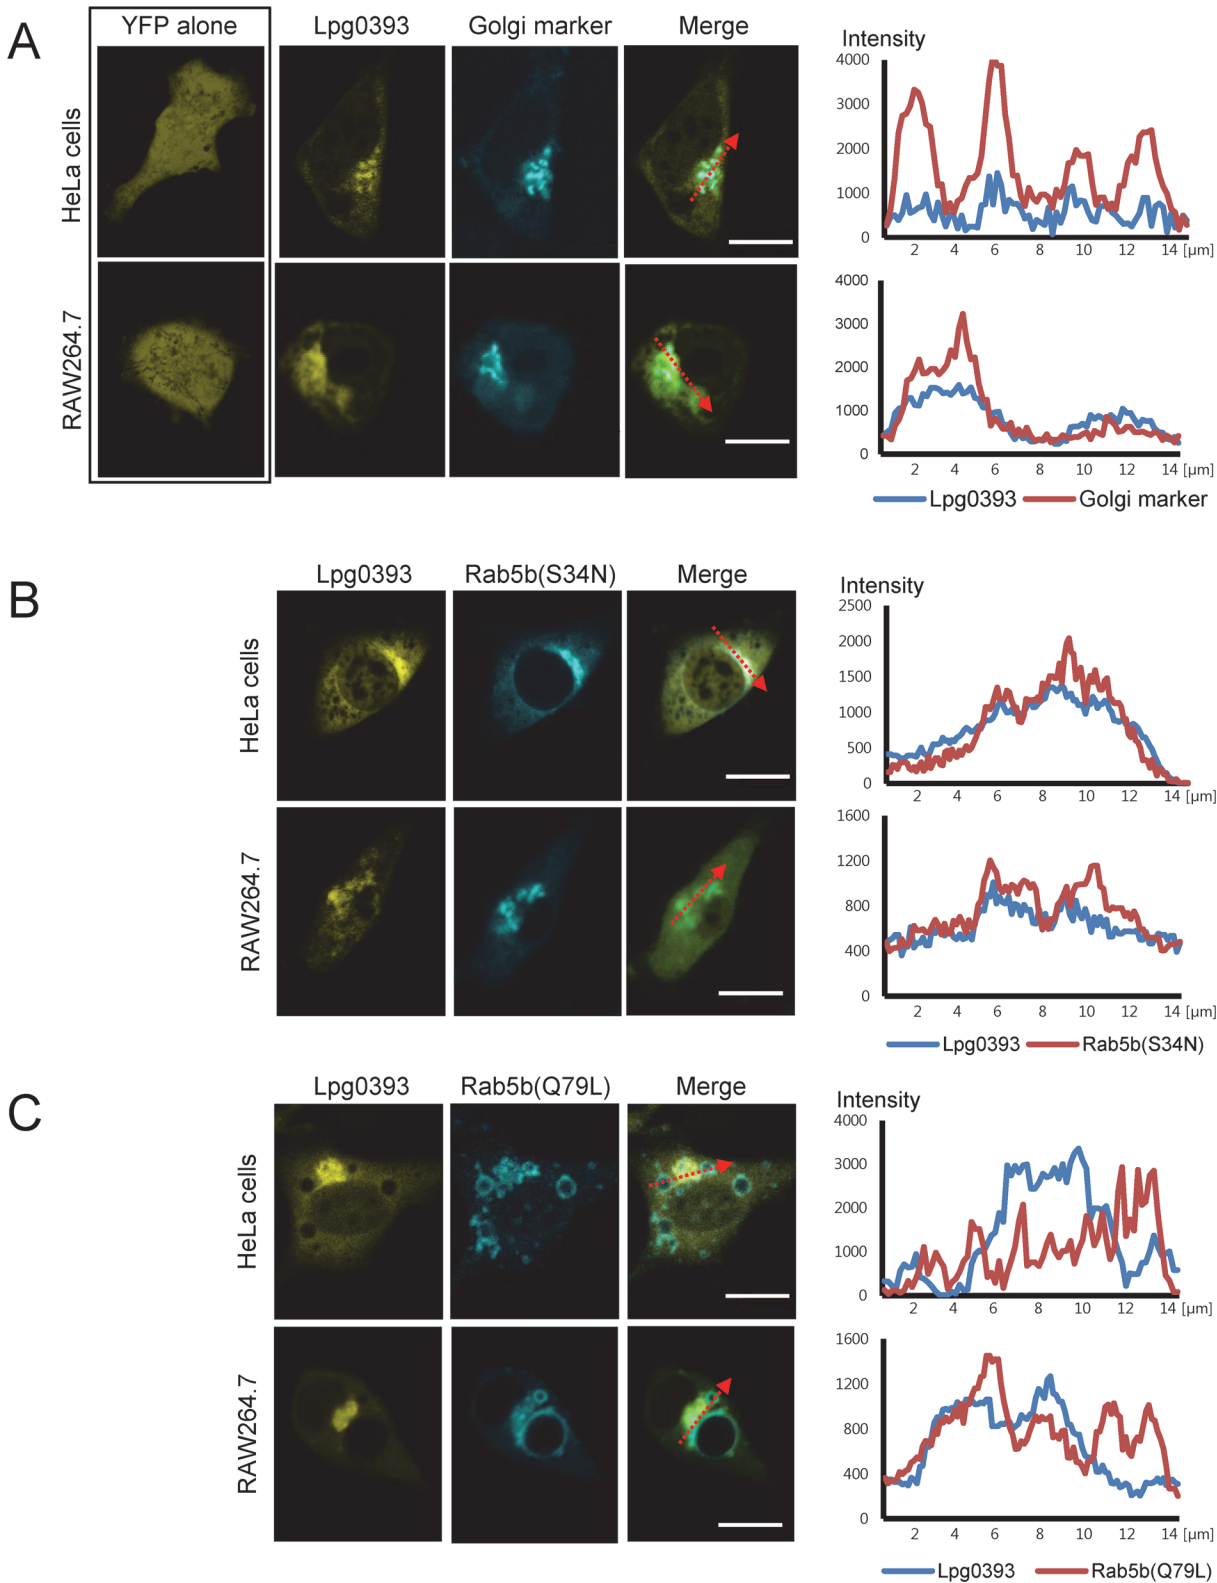 A
YFP alone Lpg0393 Golgi marker Merge
HeLa cells
RAW264.7
Intensity
4000
3000
2000
1000
0
2 4 6 8 10 12 14 [µm]
4000
3000
2000
1000
0
2 4 6 8 10 12 14 [µm]
Lpg0393 Golgi marker
B
Lpg0393 Rab5b(S34N) Merge
HeLa cells
RAW264.7
Intensity
2500
2000
1500
1000
500
0
2 4 6 8 10 12 14 [µm]
1600
1200
800
400
0
2 4 6 8 10 12 14 [µm]
Lpg0393 Rab5b(S34N)
C
Lpg0393 Rab5b(Q79L) Merge
HeLa cells
RAW264.7
Intensity
4000
3000
2000
1000
0
2 4 6 8 10 12 14 [µm]
1600
1200
800
400
0
2 4 6 8 10 12 14 [µm]
Lpg0393 Rab5b(Q79L)